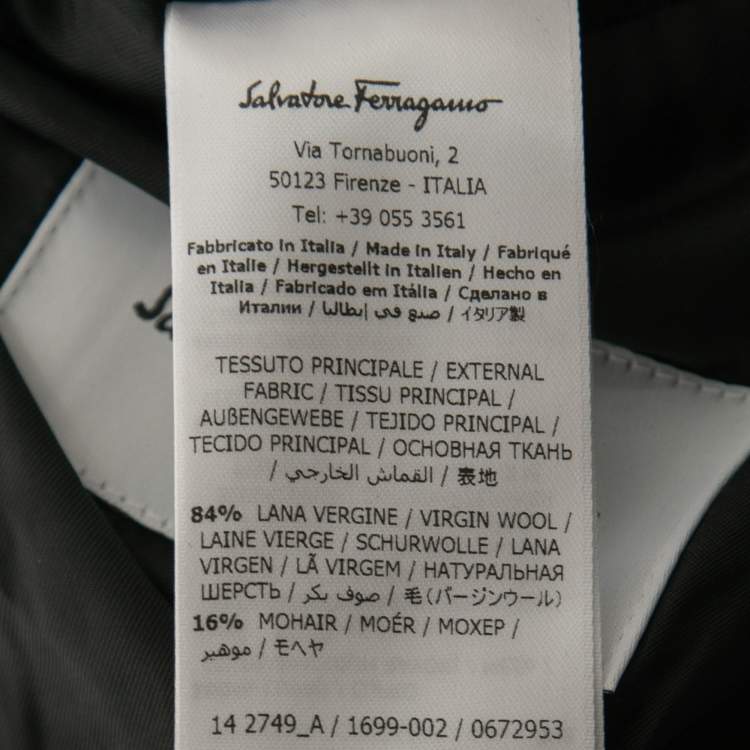 Salvatore Ferragamo
Via Tornabuoni, 2
50123 Firenze - ITALIA
Tel: +39 055 3561
Fabbricato in Italia / Made in Italy / Fabriqué
en Italie / Hergestellt in Italien / Hecho en
Italia / Fabricado em Itália / Сделано в
Италии / صنع في إيطاليا / イタリア製
TESSUTO PRINCIPALE / EXTERNAL
FABRIC / TISSU PRINCIPAL /
AUßENGEWEBE / TEJIDO PRINCIPAL /
TECIDO PRINCIPAL / ОСНОВНАЯ ТКАНЬ
/ القماش الخارجي / 表地
84% LANA VERGINE / VIRGIN WOOL /
LAINE VIERGE / SCHURWOLLE / LANA
VIRGEN / LÃ VIRGEM / НАТУРАЛЬНАЯ
ШЕРСТЬ / صوف بكر / 毛(バージンウール)
16% MOHAIR / MOÉR / МОХЕР /
موهير / モヘヤ
14 2749_A / 1699-002 / 0672953